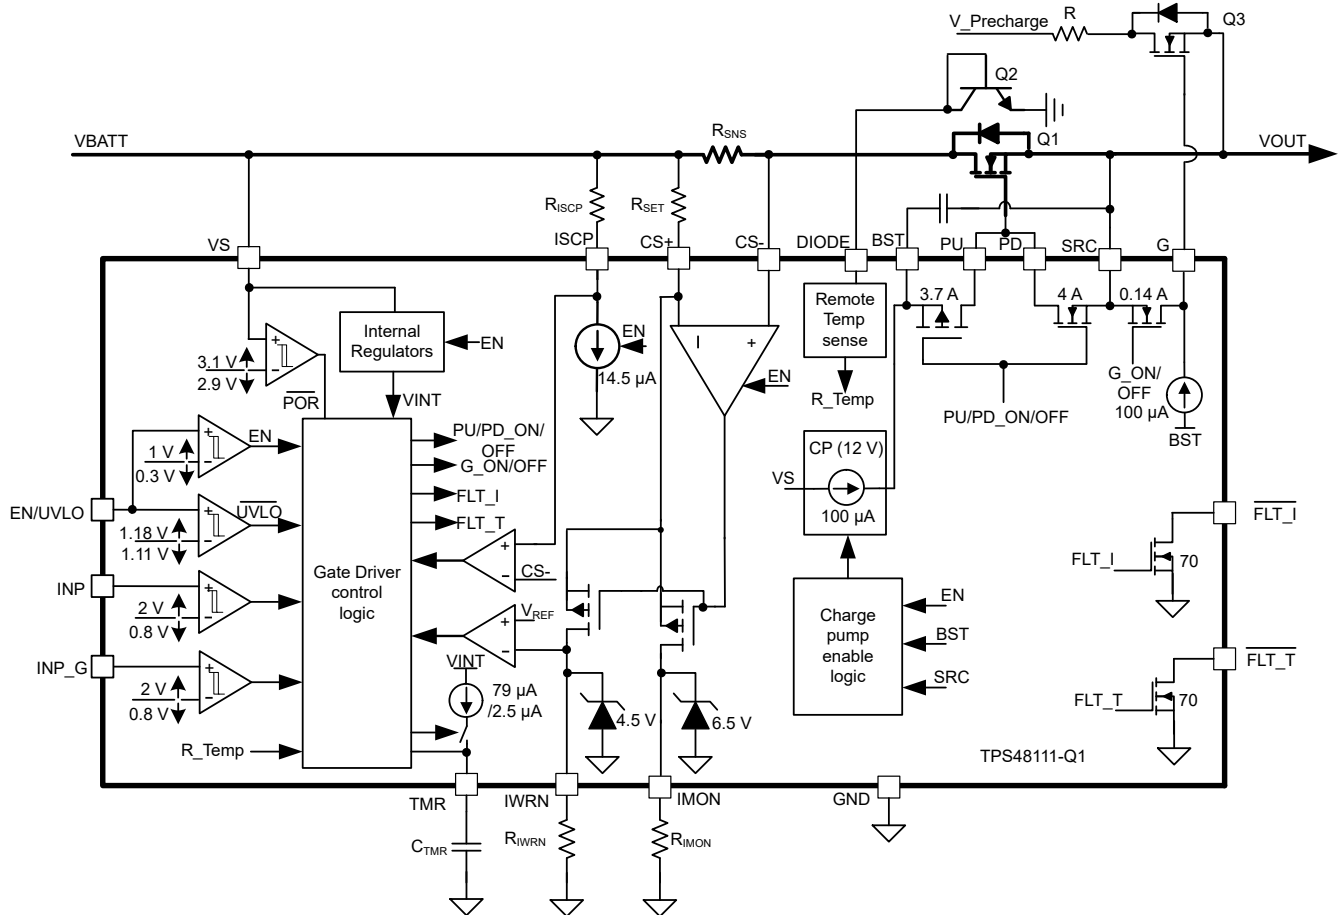 V_Precharge
R
Q3
Q2
VBATT
RSNS
Q1
VOUT
RISCP
RSET
VS
ISCP
CS+
CS-
DIODE
BST
PU
PD
SRC
G
3.7 A
4 A
0.14 A
Remote
Temp
sense
Internal
Regulators
EN
EN
I
+
+
−
3.1 V
2.9 V
14.5 µA
EN
R_Temp
G_ON/
OFF
100 µA
POR
VINT
PU/PD_ON/OFF
BST
PU/PD_ON/
OFF
G_ON/OFF
FLT_I
FLT_T
CP (12 V)
VS
100 µA
+
−
EN
1 V
0.3 V
EN/UVLO
+
−
UVLO
1.18 V
1.11 V
FLT_I
FLT_I
70
Gate Driver
control
logic
+
−
CS-
INP
+
−
2 V
0.8 V
VREF
+
−
Charge
pump
enable
logic
EN
BST
SRC
INP_G
+
−
2 V
0.8 V
VINT
79 µA
/2.5 µA
4.5 V
6.5 V
FLT_T
FLT_T
70
R_Temp
TPS48111-Q1
TMR
IWRN
IMON
GND
CTMR
RIWRN
RIMON